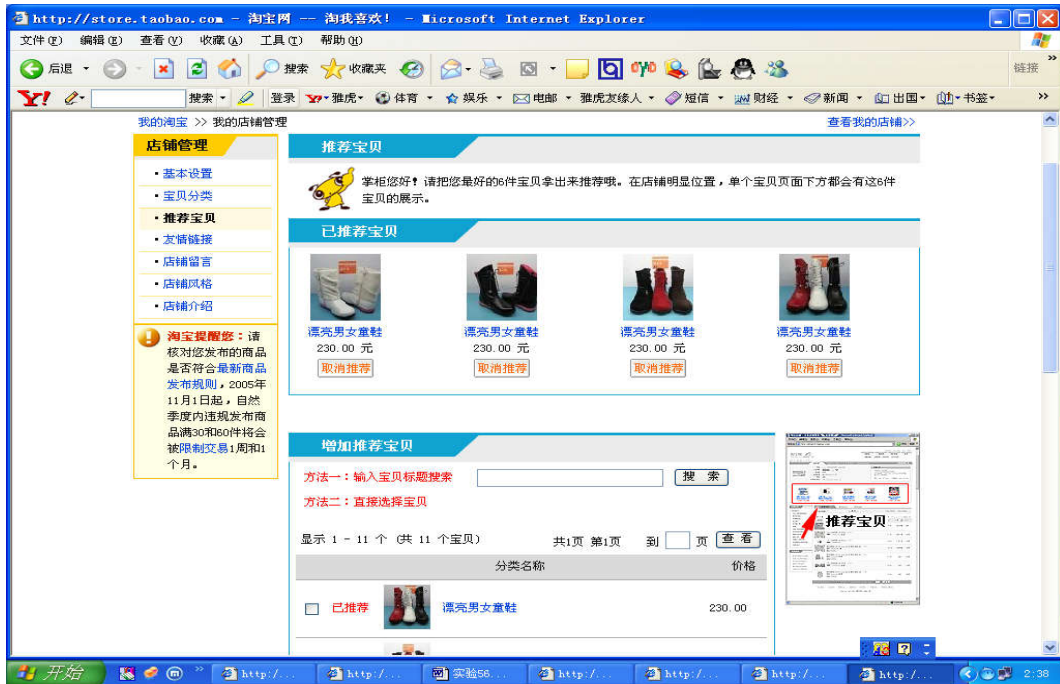 http://store.taobao.com - 淘宝网 -- 淘我喜欢! - Microsoft Internet Explorer
文件(F) 编辑(E) 查看(V) 收藏(A) 工具(T) 帮助(H)
后退 搜索 收藏夹 链接
Y! 搜索 登录 雅虎 体育 娱乐 电邮 雅虎友缘人 短信 财经 新闻 出国 书签
我的淘宝 >> 我的店铺管理
查看我的店铺>>
店铺管理
基本设置
宝贝分类
推荐宝贝
友情链接
店铺留言
店铺风格
店铺介绍
淘宝提醒您：请
核对您发布的商品
是否符合最新商品
发布规则，2005年
11月1日起，自然
季度内违规发布商
品满30和60件将会
被限制交易1周和1
个月。
推荐宝贝
掌柜您好！请把您最好的6件宝贝拿出来推荐哦。在店铺明显位置，单个宝贝页面下方都会有这6件
宝贝的展示。
已推荐宝贝
漂亮男女童鞋 漂亮男女童鞋 漂亮男女童鞋 漂亮男女童鞋
230.00 元 230.00 元 230.00 元 230.00 元
取消推荐 取消推荐 取消推荐 取消推荐
增加推荐宝贝
方法一：输入宝贝标题搜索 搜 索
方法二：直接选择宝贝
显示 1 - 11 个 (共 11 个宝贝) 共1页 第1页 到 页 查 看
分类名称 价格
已推荐 漂亮男女童鞋 230.00
推荐宝贝
开始 http:/... http:/... 实验56... http:/... http:/... http:/... http:/... 2:38